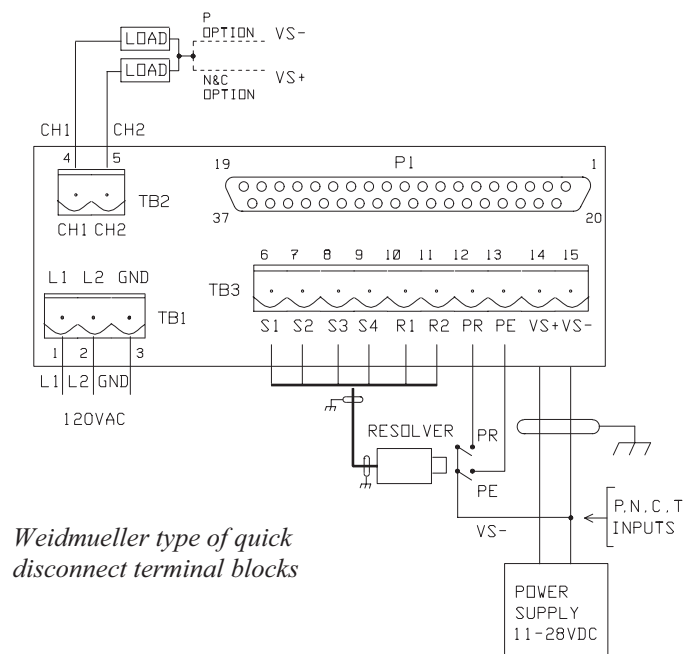 P
OPTION VS-
LOAD
LOAD
N&C
OPTION VS+
CH1 CH2
4 5
19 P1 1
TB2
37 20
CH1 CH2
6 7 8 9 10 11 12 13 14 15
L1 L2 GND
TB3
TB1
S1 S2 S3 S4 R1 R2 PR PE VS+ VS-
1 2 3
L1 L2 GND
120VAC
RESOLVER PR
PE
P,N,C,T
INPUTS
VS-
Weidmueller type of quick
disconnect terminal blocks
POWER
SUPPLY
11-28VDC